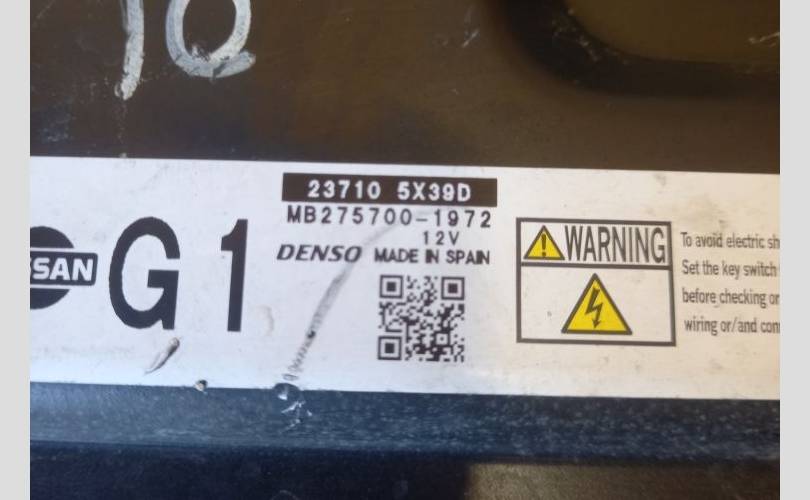 10
23710 5X39D
MB275700-1972
12V
DENSO MADE IN SPAIN
SSAN
G1
WARNING
To avoid electric sh
Set the key switch
before checking or
wiring or/and con